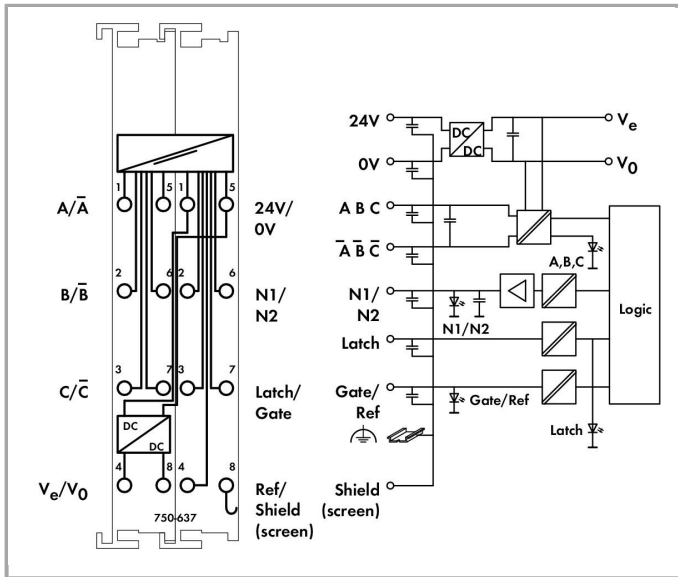 1 5 1 5
A/A̅
24V/
0V
2 6 2 6
B/B̅
N1/
N2
3 7 3 7
C/C̅
Latch/
Gate
DC
DC
4 8 4 8
Ve/V0
Ref/
Shield
(screen)
750-637
24V
DC
DC
Ve
0V
V0
A B C
A̅ B̅ C̅
A,B,C
N1/
N2
N1/N2
Logic
Latch
Gate/
Ref
Gate/Ref
Latch
Shield
(screen)